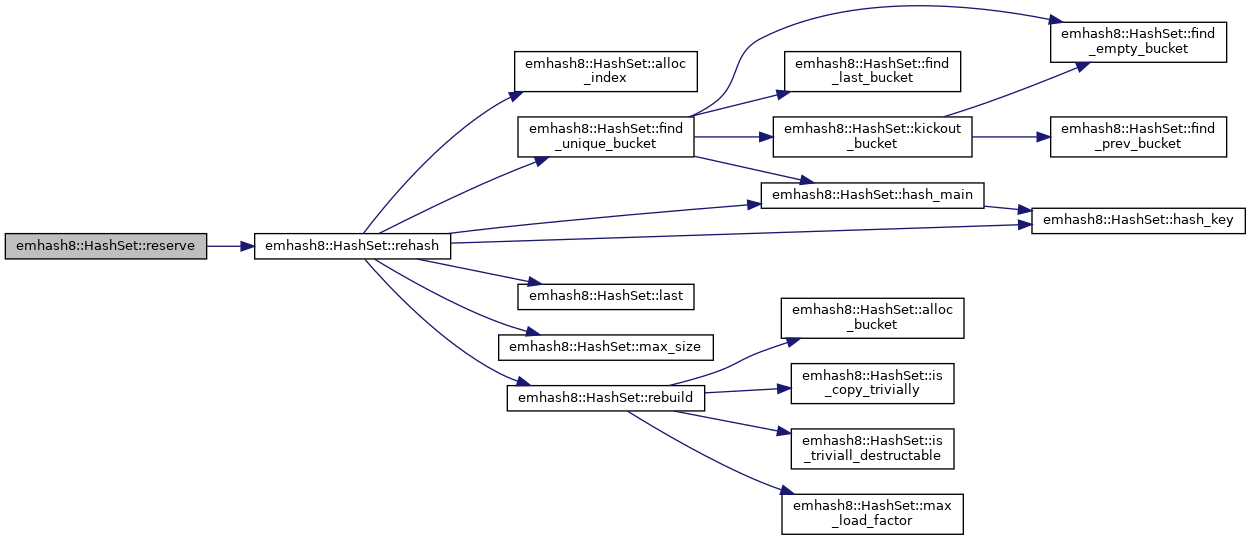 emhash8::HashSet::reserve
emhash8::HashSet::rehash
emhash8::HashSet::alloc
_index
emhash8::HashSet::find
_unique_bucket
emhash8::HashSet::last
emhash8::HashSet::max_size
emhash8::HashSet::rebuild
emhash8::HashSet::find
_last_bucket
emhash8::HashSet::kickout
_bucket
emhash8::HashSet::hash_main
emhash8::HashSet::alloc
_bucket
emhash8::HashSet::is
_copy_trivially
emhash8::HashSet::is
_triviall_destructable
emhash8::HashSet::max
_load_factor
emhash8::HashSet::find
_empty_bucket
emhash8::HashSet::find
_prev_bucket
emhash8::HashSet::hash_key